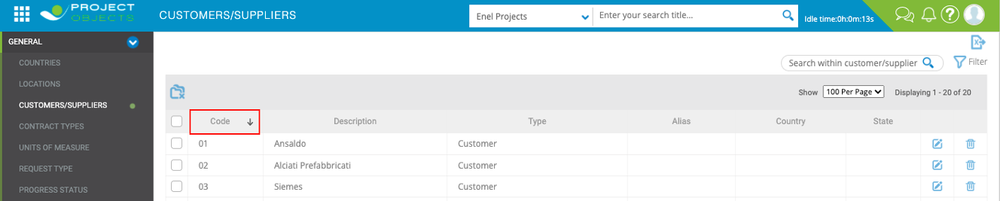 PROJECT
OBJECTS
CUSTOMERS/SUPPLIERS
Enel Projects
Enter your search title...
Idle time:0h:0m:13s
GENERAL
COUNTRIES
LOCATIONS
CUSTOMERS/SUPPLIERS
CONTRACT TYPES
UNITS OF MEASURE
REQUEST TYPE
PROGRESS STATUS
Search within customer/supplier
Filter
Show 100 Per Page Displaying 1 - 20 of 20
Code Description Type Alias Country State
01 Ansaldo Customer
02 Alciati Prefabbricati Customer
03 Siemes Customer